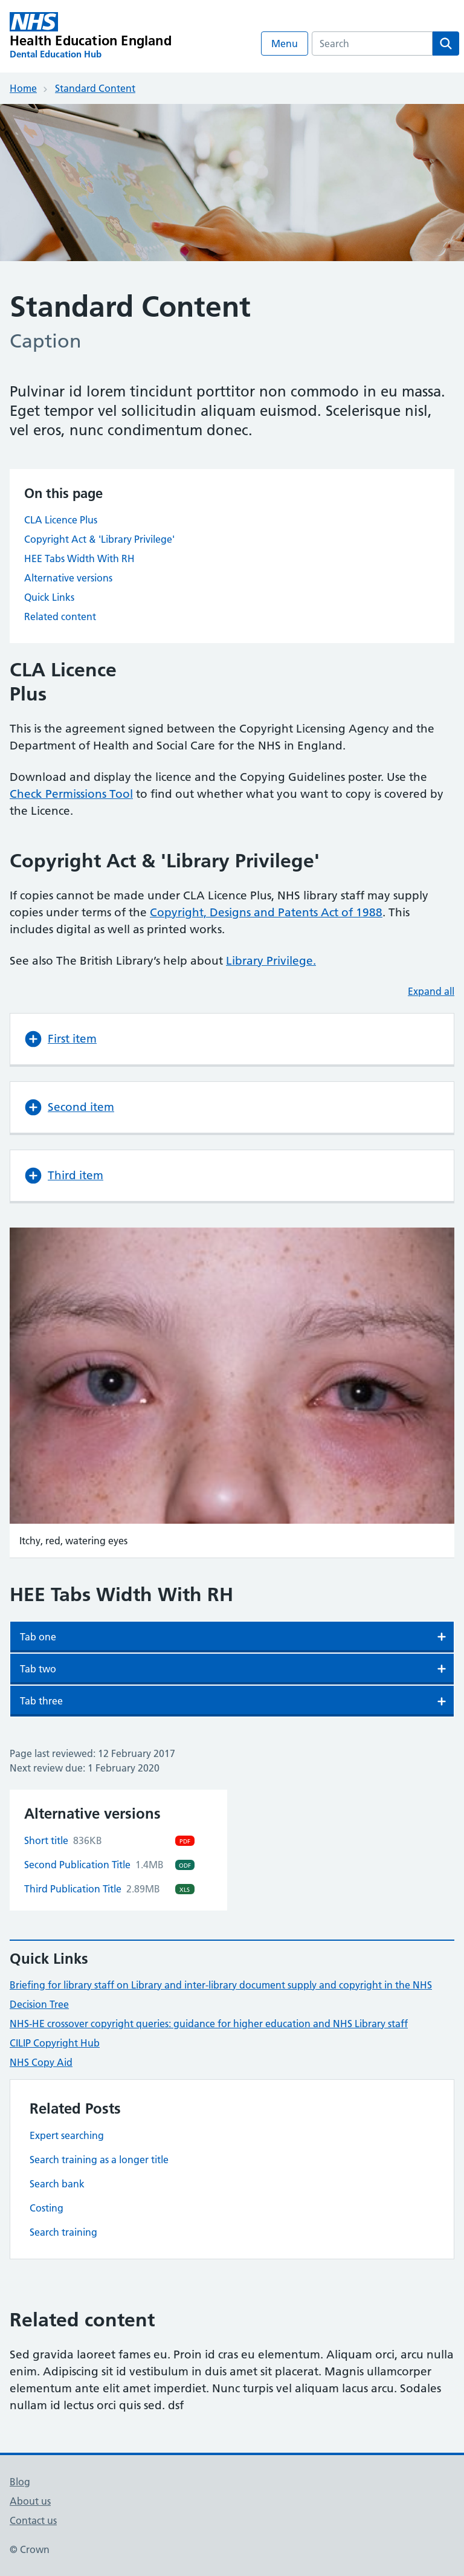 NHS
Health Education England
Dental Education Hub
Menu
Search
Home
Standard Content
Standard Content
Caption
Pulvinar id lorem tincidunt porttitor non commodo in eu massa.
Eget tempor vel sollicitudin aliquam euismod. Scelerisque nisl,
vel eros, nunc condimentum donec.
On this page
CLA Licence Plus
Copyright Act & 'Library Privilege'
HEE Tabs Width With RH
Alternative versions
Quick Links
Related content
CLA Licence
Plus
This is the agreement signed between the Copyright Licensing Agency and the
Department of Health and Social Care for the NHS in England.
Download and display the licence and the Copying Guidelines poster. Use the
Check Permissions Tool to find out whether what you want to copy is covered by
the Licence.
Copyright Act & 'Library Privilege'
If copies cannot be made under CLA Licence Plus, NHS library staff may supply
copies under terms of the Copyright, Designs and Patents Act of 1988. This
includes digital as well as printed works.
See also The British Library’s help about Library Privilege.
Expand all
First item
Second item
Third item
Itchy, red, watering eyes
HEE Tabs Width With RH
Tab one
Tab two
Tab three
Page last reviewed: 12 February 2017
Next review due: 1 February 2020
Alternative versions
Short title 836KB PDF
Second Publication Title 1.4MB ODF
Third Publication Title 2.89MB XLS
Quick Links
Briefing for library staff on Library and inter-library document supply and copyright in the NHS
Decision Tree
NHS-HE crossover copyright queries: guidance for higher education and NHS Library staff
CILIP Copyright Hub
NHS Copy Aid
Related Posts
Expert searching
Search training as a longer title
Search bank
Costing
Search training
Related content
Sed gravida laoreet fames eu. Proin id cras eu elementum. Aliquam orci, arcu nulla
enim. Adipiscing sit id vestibulum in duis amet sit placerat. Magnis ullamcorper
elementum ante elit amet imperdiet. Nunc turpis vel aliquam lacus arcu. Sodales
nullam id lectus orci quis sed. dsf
Blog
About us
Contact us
© Crown